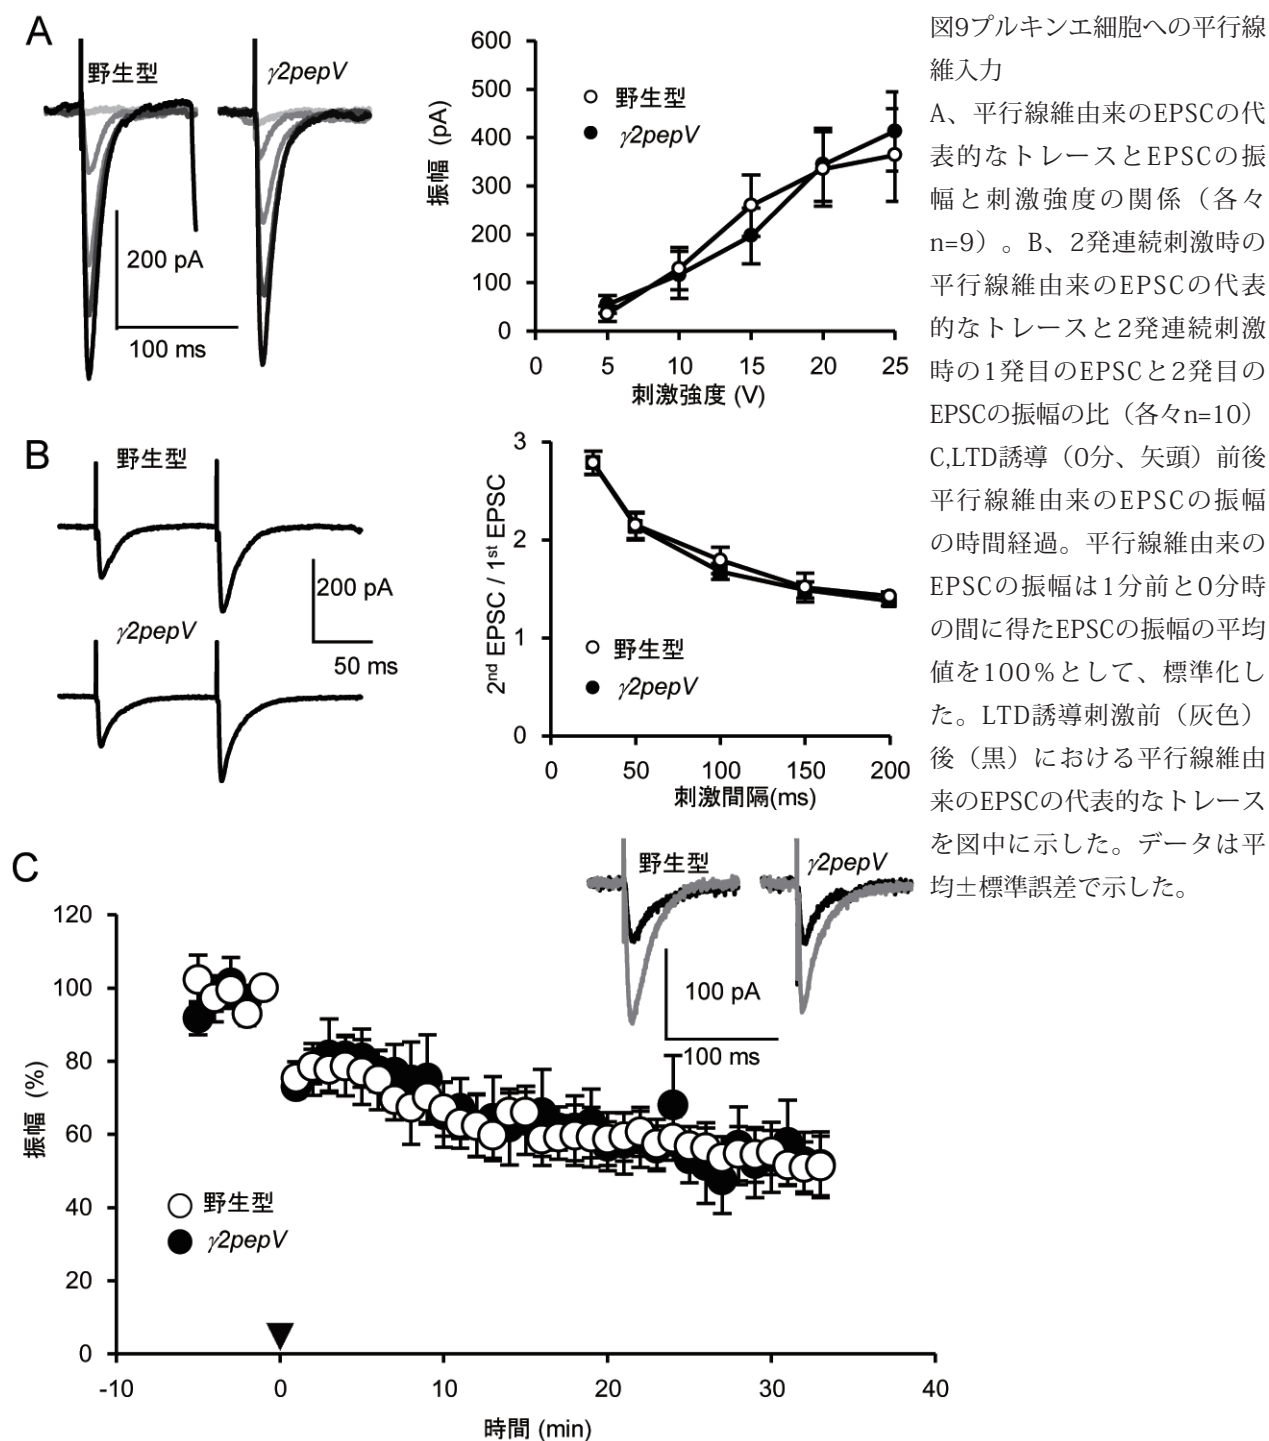 A
野生型
γ2pepV
200 pA
100 ms
600
500
400
300
200
100
0
振幅 (pA)
野生型
γ2pepV
0
5
10
15
20
25
刺激強度 (V)
B
野生型
γ2pepV
200 pA
50 ms
3
2
1
0
2nd EPSC / 1st EPSC
野生型
γ2pepV
0
50
100
150
200
刺激間隔(ms)
C
野生型
γ2pepV
100 pA
100 ms
120
100
80
60
40
20
0
振幅 (%)
野生型
γ2pepV
-10
0
10
20
30
40
時間 (min)
図9プルキンエ細胞への平行線
維入力
A、平行線維由来のEPSCの代
表的なトレースとEPSCの振
幅と刺激強度の関係（各々
n=9）。B、2発連続刺激時の
平行線維由来のEPSCの代表
的なトレースと2発連続刺激
時の1発目のEPSCと2発目の
EPSCの振幅の比（各々n=10）
C,LTD誘導（0分、矢頭）前後
平行線維由来のEPSCの振幅
の時間経過。平行線維由来の
EPSCの振幅は1分前と0分時
の間に得たEPSCの振幅の平均
値を100％として、標準化し
た。LTD誘導刺激前（灰色）
後（黒）における平行線維由
来のEPSCの代表的なトレース
を図中に示した。データは平
均±標準誤差で示した。